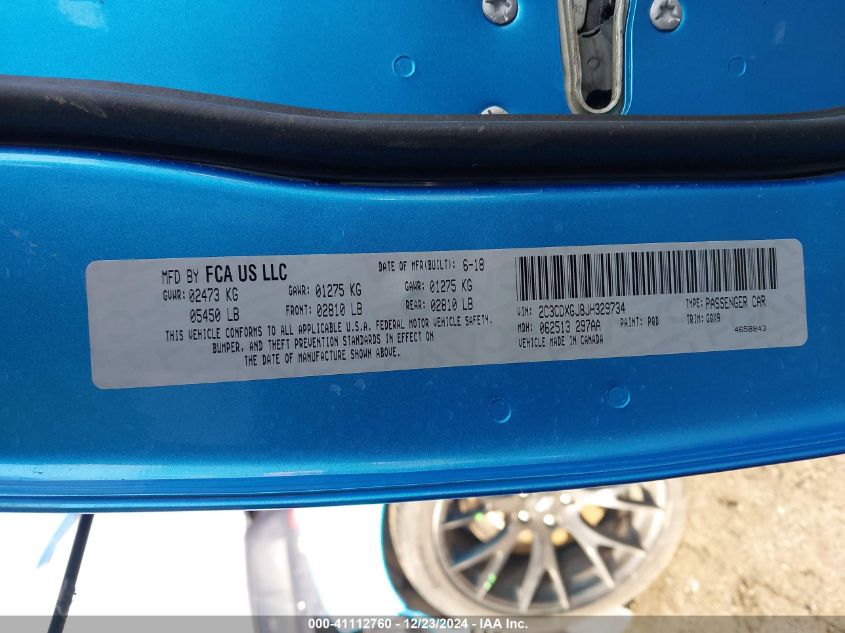 MFD BY FCA US LLC
DATE OF MFR(BUILT): 6-18
GVWR: 02473 KG GAWR: 01275 KG GAWR: 01275 KG
05450 LB FRONT: 02810 LB REAR: 02810 LB
THIS VEHICLE CONFORMS TO ALL APPLICABLE U.S.A. FEDERAL MOTOR VEHICLE SAFETY,
BUMPER, AND THEFT PREVENTION STANDARDS IN EFFECT ON
THE DATE OF MANUFACTURE SHOWN ABOVE.
VIN: 2C3CDXGJ8JH329734 TYPE: PASSENGER CAR
MDH: 062513 297AA PAINT: PQD TRIM: GQX9
VEHICLE MADE IN CANADA 4658843
000-41112760 - 12/23/2024 - IAA Inc.